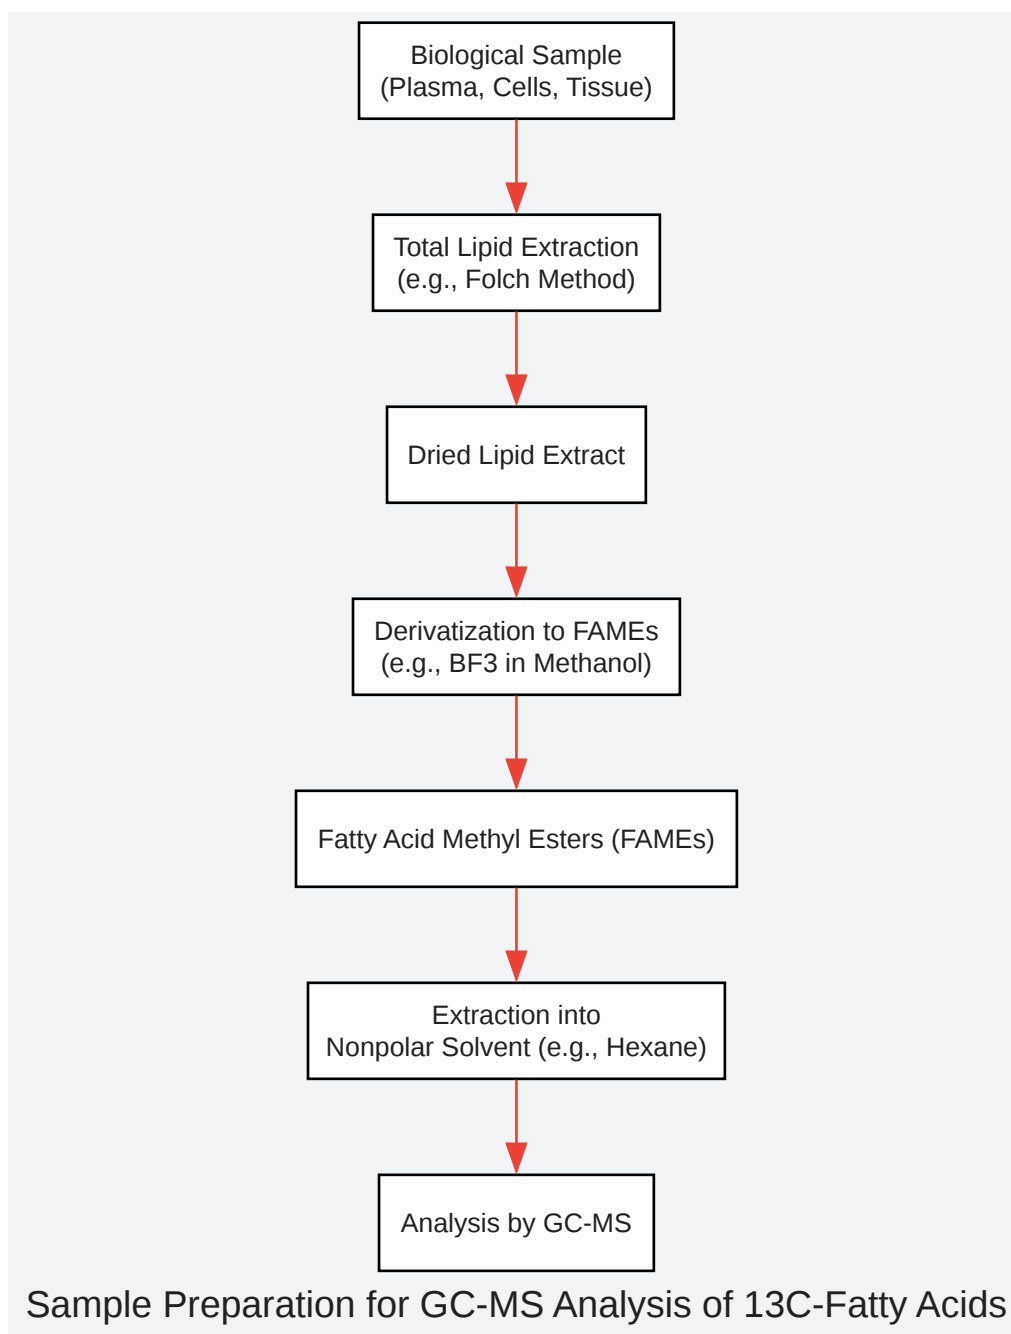 Biological Sample
(Plasma, Cells, Tissue)
Total Lipid Extraction
(e.g., Folch Method)
Dried Lipid Extract
Derivatization to FAMEs
(e.g., BF3 in Methanol)
Fatty Acid Methyl Esters (FAMEs)
Extraction into
Nonpolar Solvent (e.g., Hexane)
Analysis by GC-MS
Sample Preparation for GC-MS Analysis of 13C-Fatty Acids